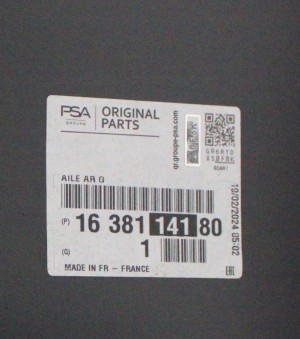 PSA
GROUPE
ORIGINAL
PARTS
AILE AR G
(P) 16 381 141 80
(Q) 1
MADE IN FR - FRANCE
19/02/2024 05-02
EAC